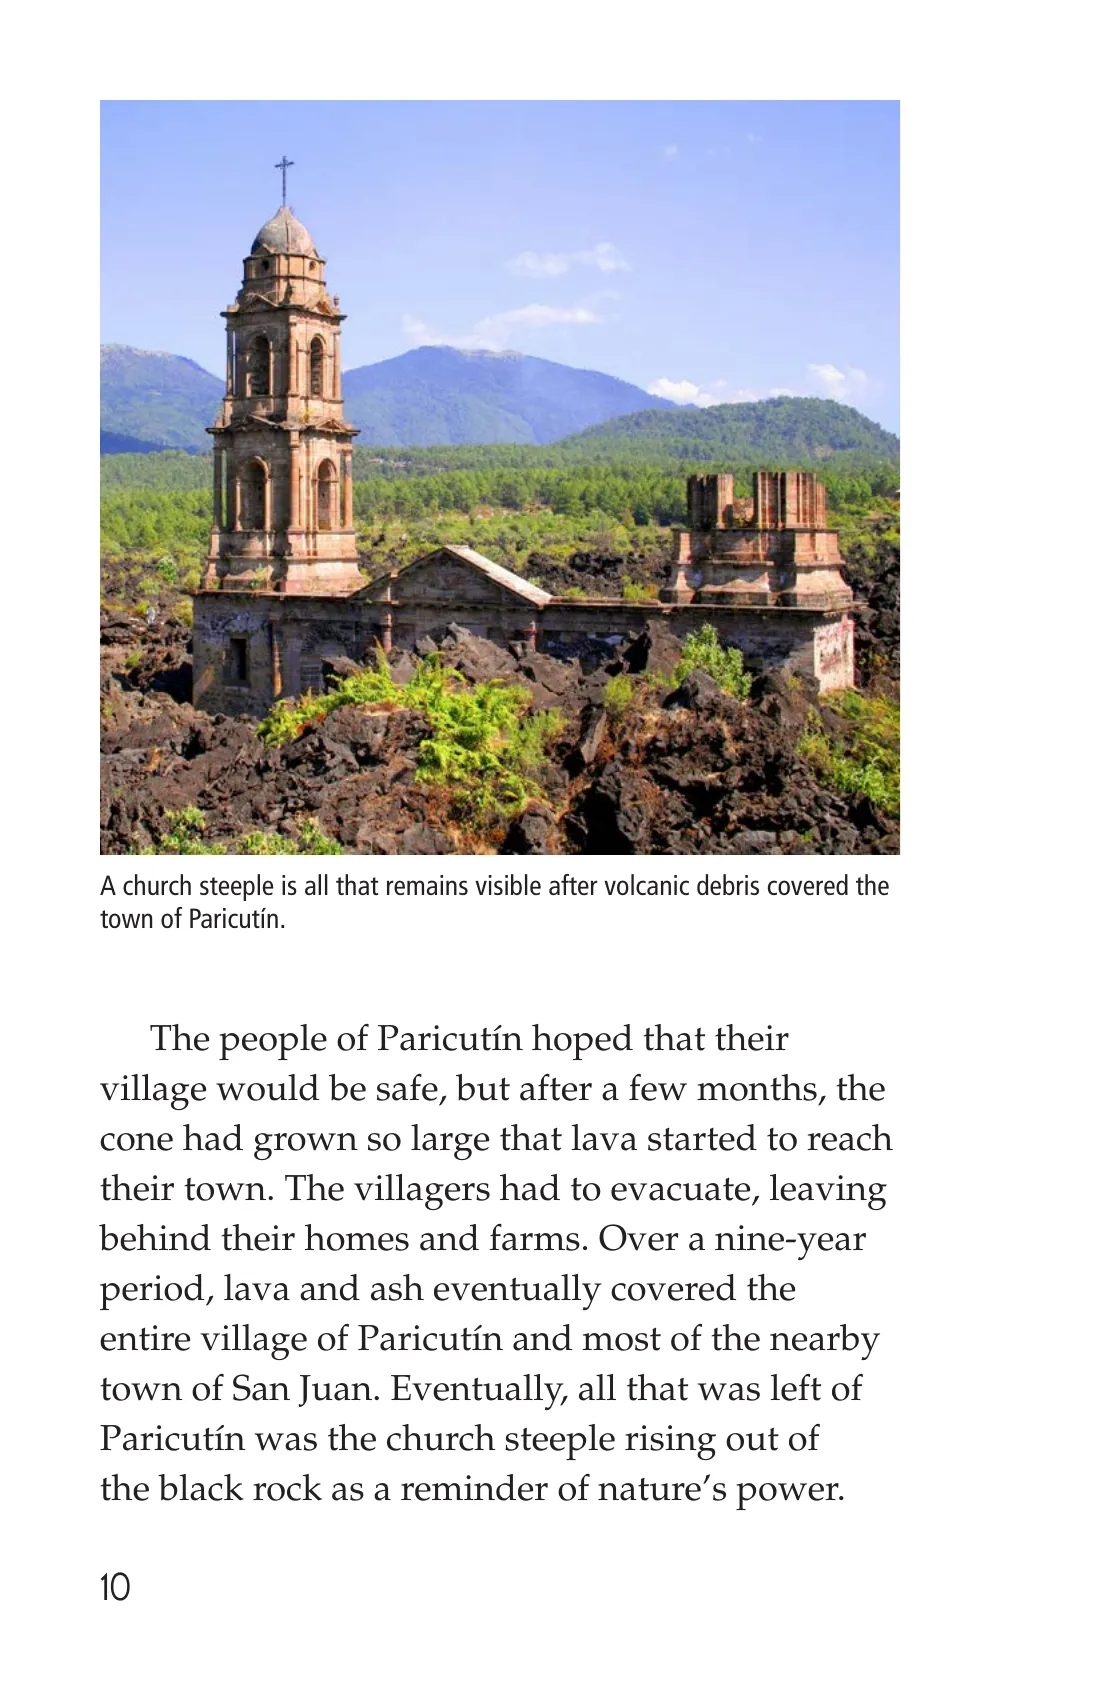 A church steeple is all that remains visible after volcanic debris covered the
town of Paricutín.
The people of Paricutín hoped that their
village would be safe, but after a few months, the
cone had grown so large that lava started to reach
their town. The villagers had to evacuate, leaving
behind their homes and farms. Over a nine-year
period, lava and ash eventually covered the
entire village of Paricutín and most of the nearby
town of San Juan. Eventually, all that was left of
Paricutín was the church steeple rising out of
the black rock as a reminder of nature’s power.
10